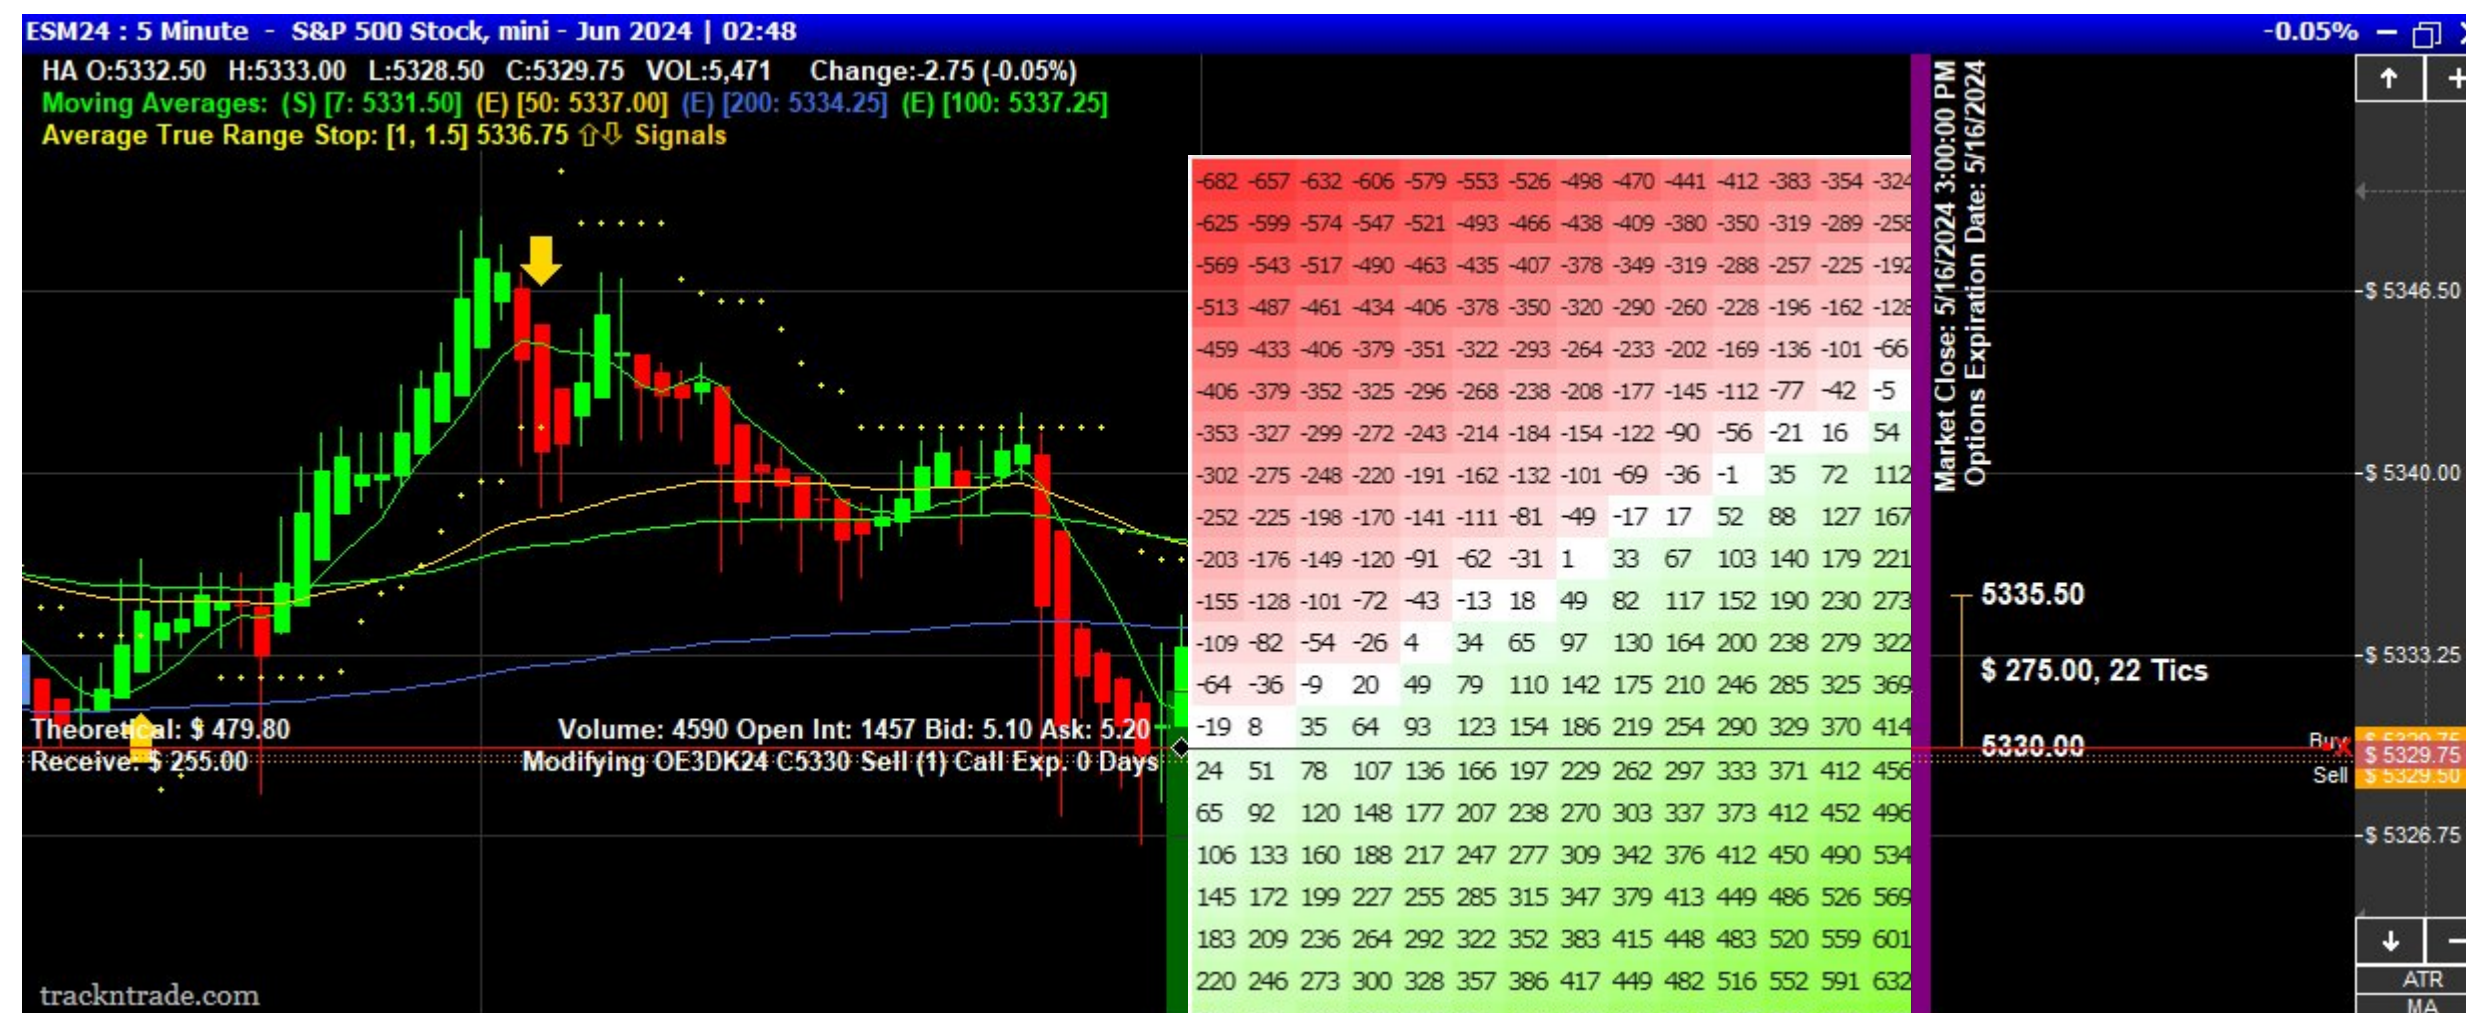 ESM24 : 5 Minute - S&P 500 Stock, mini - Jun 2024 | 02:48
-0.05%
HA O:5332.50 H:5333.00 L:5328.50 C:5329.75 VOL:5,471 Change:-2.75 (-0.05%)
Moving Averages: (S) [7: 5331.50] (E) [50: 5337.00] (E) [200: 5334.25] (E) [100: 5337.25]
Average True Range Stop: [1, 1.5] 5336.75 ⇧⇩ Signals
-682 -657 -632 -606 -579 -553 -526 -498 -470 -441 -412 -383 -354 -324
-625 -599 -574 -547 -521 -493 -466 -438 -409 -380 -350 -319 -289 -258
-569 -543 -517 -490 -463 -435 -407 -378 -349 -319 -288 -257 -225 -192
-513 -487 -461 -434 -406 -378 -350 -320 -290 -260 -228 -196 -162 -128
-459 -433 -406 -379 -351 -322 -293 -264 -233 -202 -169 -136 -101 -66
-406 -379 -352 -325 -296 -268 -238 -208 -177 -145 -112 -77 -42 -5
-353 -327 -299 -272 -243 -214 -184 -154 -122 -90 -56 -21 16 54
-302 -275 -248 -220 -191 -162 -132 -101 -69 -36 -1 35 72 112
-252 -225 -198 -170 -141 -111 -81 -49 -17 17 52 88 127 167
-203 -176 -149 -120 -91 -62 -31 1 33 67 103 140 179 221
-155 -128 -101 -72 -43 -13 18 49 82 117 152 190 230 273
-109 -82 -54 -26 4 34 65 97 130 164 200 238 279 322
-64 -36 -9 20 49 79 110 142 175 210 246 285 325 369
-19 8 35 64 93 123 154 186 219 254 290 329 370 414
24 51 78 107 136 166 197 229 262 297 333 371 412 456
65 92 120 148 177 207 238 270 303 337 373 412 452 496
106 133 160 188 217 247 277 309 342 376 412 450 490 534
145 172 199 227 255 285 315 347 379 413 449 486 526 569
183 209 236 264 292 322 352 383 415 448 483 520 559 601
220 246 273 300 328 357 386 417 449 482 516 552 591 632
Market Close: 5/16/2024 3:00:00 PM
Options Expiration Date: 5/16/2024
5335.50
$ 275.00, 22 Tics
5330.00
$ 5346.50
$ 5340.00
$ 5333.25
Buy $ 5329.75
$ 5329.75
Sell $ 5329.50
$ 5326.75
Theoretical: $ 479.80
Volume: 4590 Open Int: 1457 Bid: 5.10 Ask: 5.20
Receive: $ 255.00
Modifying OE3DK24 C5330 Sell (1) Call Exp. 0 Days
ATR
MA
trackntrade.com